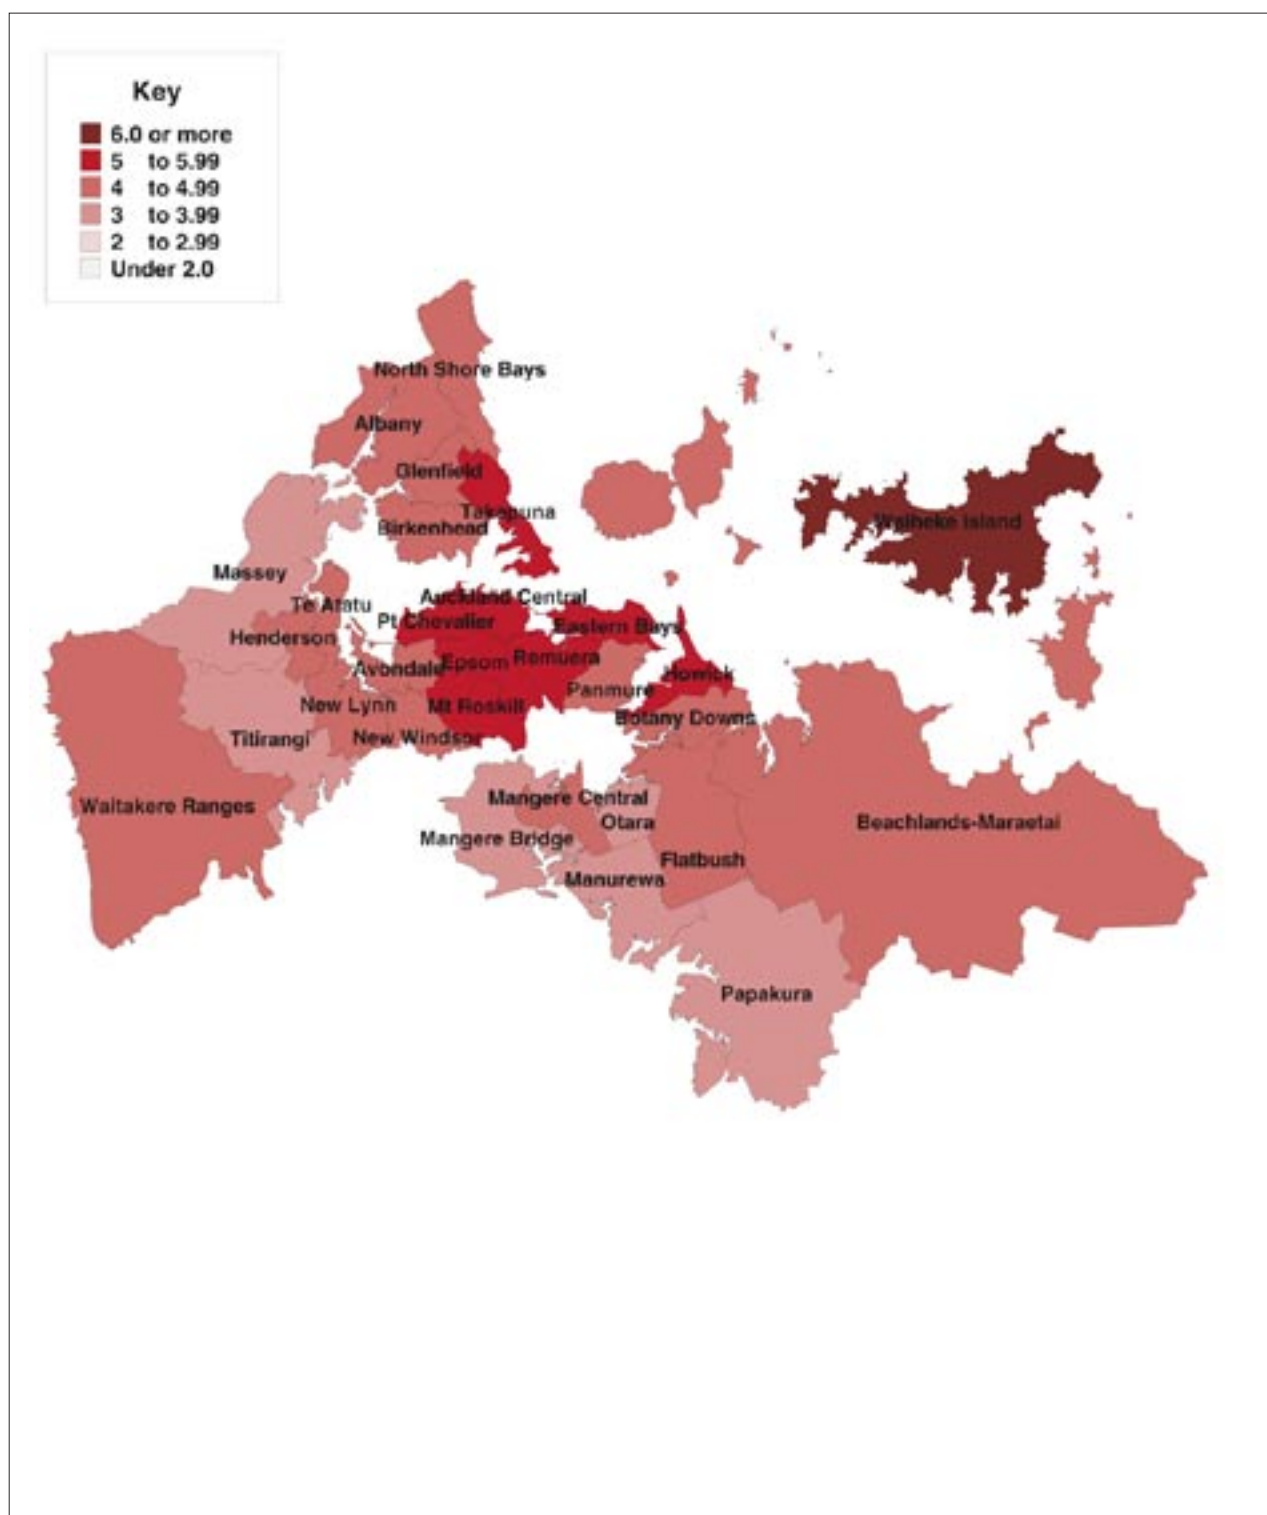 Key
6.0 or more
5 to 5.99
4 to 4.99
3 to 3.99
2 to 2.99
Under 2.0
North Shore Bays
Albany
Glenfield
Takapuna
Birkenhead
Waiheke Island
Massey
Te Atatu
Auckland Central
Pt Chevalier
Eastern Bays
Henderson
Avondale
Epsom
Remuera
Howick
Panmure
New Lynn
Mt Roskill
Botany Downs
Titirangi
New Windsor
Waitakere Ranges
Mangere Central
Otara
Beachlands-Maraetai
Mangere Bridge
Flatbush
Manurewa
Papakura